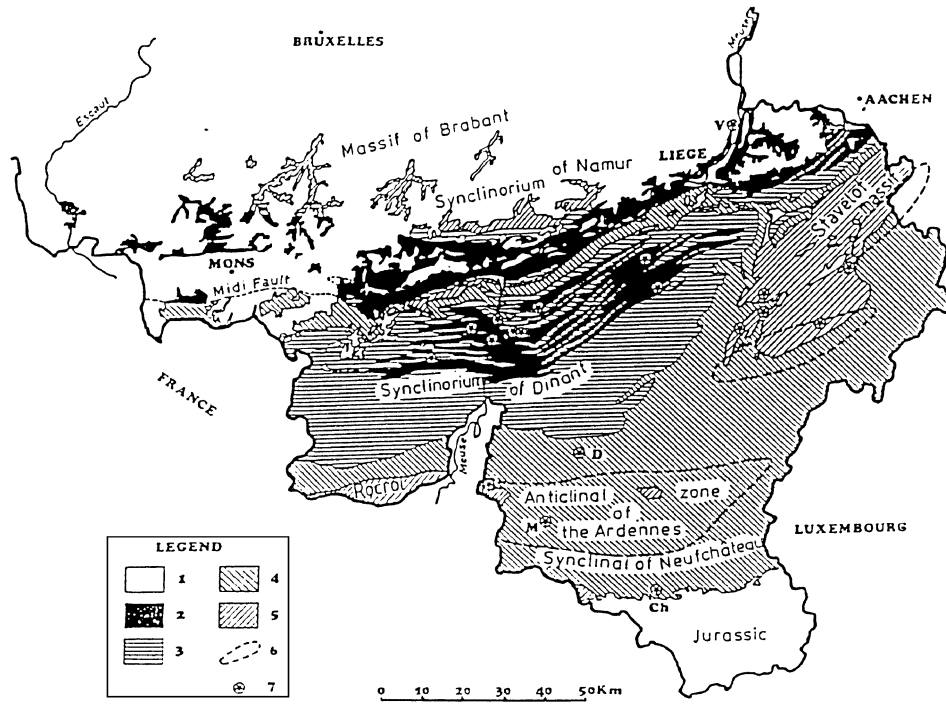 BRUXELLES
Meuse
Escaut
AACHEN
V
Massif of Brabant
LIEGE
Synclinorium of Namur
Stavelot
massif
MONS
Midi Fault
FRANCE
Synclinorium of Dinant
Meuse
D
Rocroi
Anticlinal zone
of
M
the Ardennes
LUXEMBOURG
Synclinal of Neufchateau
Ch
Jurassic
LEGEND
1 4
2 5
3 6
7
0 10 20 30 40 50Km